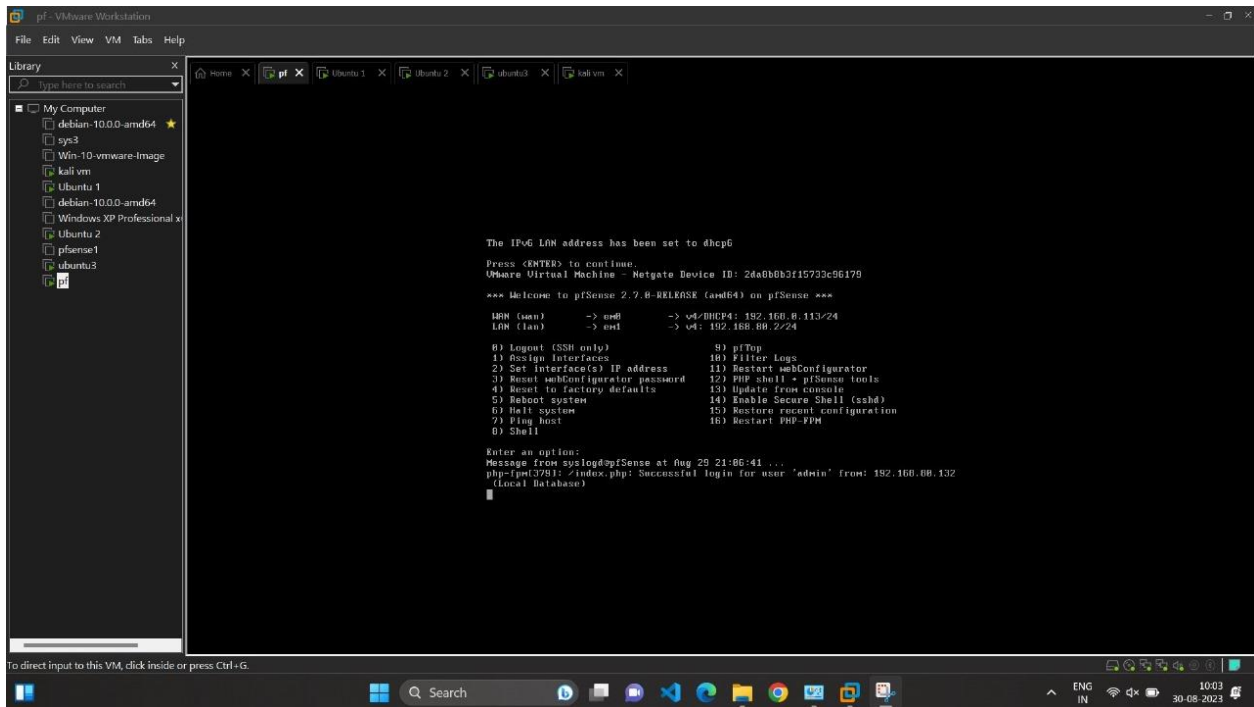 pf - VMware Workstation
File Edit View VM Tabs Help
Library X
Type here to search
Home X pf X Ubuntu 1 X Ubuntu 2 X ubuntu3 X kali vm X
My Computer
debian-10.0.0-amd64
sys3
Win-10-vmware-Image
kali vm
Ubuntu 1
debian-10.0.0-amd64
Windows XP Professional x
Ubuntu 2
pfsense1
ubuntu3
pf
The IPv6 LAN address has been set to dhcp6
Press <ENTER> to continue.
VMware Virtual Machine - Netgate Device ID:
*** Welcome to pfSense 2.7.0-RELEASE (amd64) on pfSense ***
WAN (wan) -> em0 -> v4/DHCP4: 192.168.0.113/24
LAN (lan) -> em1 -> v4: 192.168.80.2/24
0) Logout (SSH only) 9) pfTop
1) Assign Interfaces 10) Filter Logs
2) Set interface(s) IP address 11) Restart webConfigurator
3) Reset webConfigurator password 12) PHP shell + pfSense tools
4) Reset to factory defaults 13) Update from console
5) Reboot system 14) Enable Secure Shell (sshd)
6) Halt system 15) Restore recent configuration
7) Ping host 16) Restart PHP-FPM
8) Shell
Enter an option:
Message from syslogd@pfSense at Aug 29 21:06:41 ...
php-fpm[379]: /index.php: Successful login for user 'admin' from: 192.168.80.132
(Local Database)
To direct input to this VM, click inside or press Ctrl+G.
Search
ENG
IN
10:03
30-08-2023